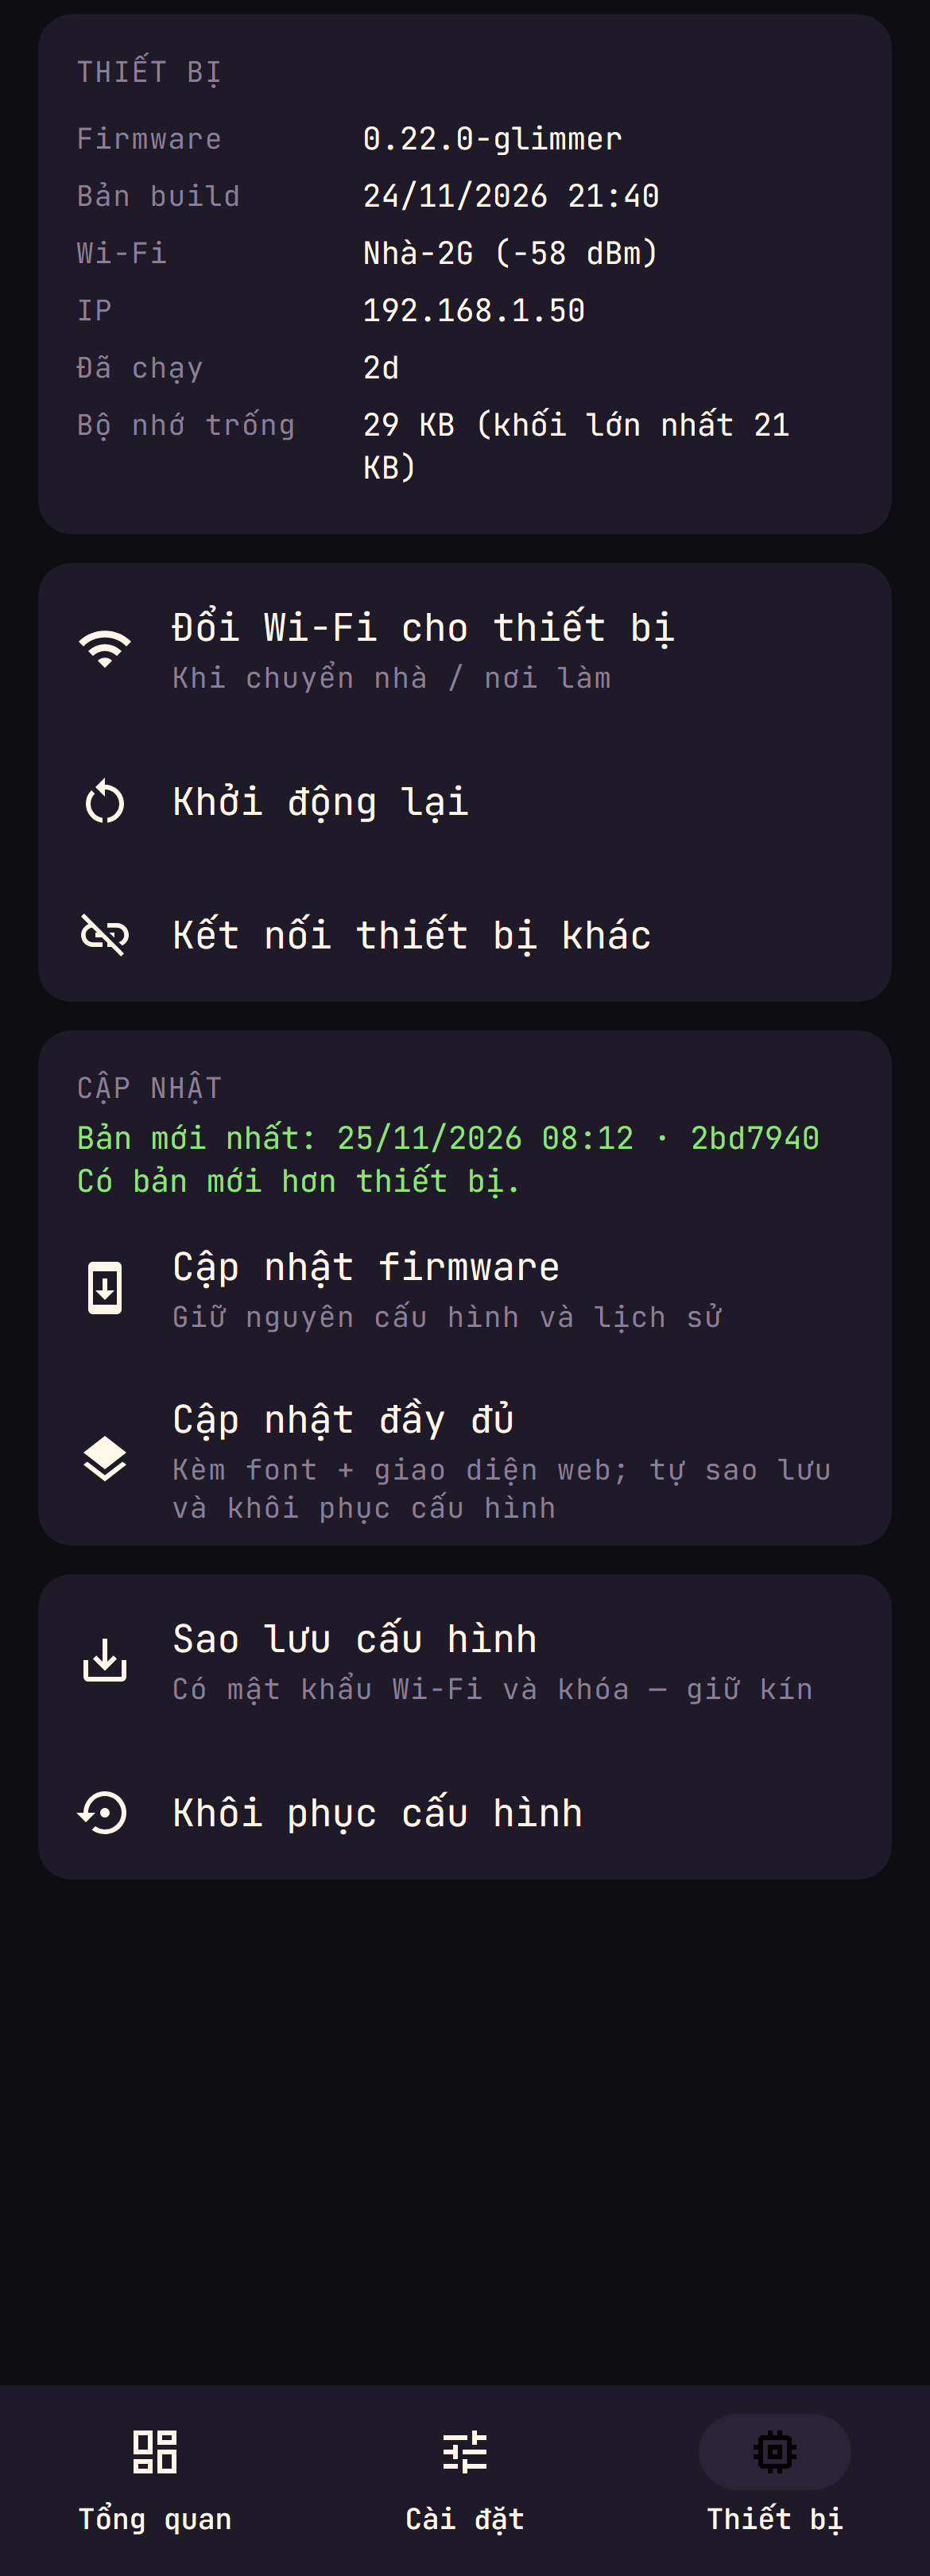 THIẾT BỊ
Firmware 0.22.0-glimmer
Bản build 24/11/2026 21:40
Wi-Fi Nhà-2G (-58 dBm)
IP 192.168.1.50
Đã chạy 2d
Bộ nhớ trống 29 KB (khối lớn nhất 21
KB)
Đổi Wi-Fi cho thiết bị
Khi chuyển nhà / nơi làm
Khởi động lại
Kết nối thiết bị khác
CẬP NHẬT
Bản mới nhất: 25/11/2026 08:12 · 2bd7940
Có bản mới hơn thiết bị.
Cập nhật firmware
Giữ nguyên cấu hình và lịch sử
Cập nhật đầy đủ
Kèm font + giao diện web; tự sao lưu
và khôi phục cấu hình
Sao lưu cấu hình
Có mật khẩu Wi-Fi và khóa — giữ kín
Khôi phục cấu hình
Tổng quan
Cài đặt
Thiết bị